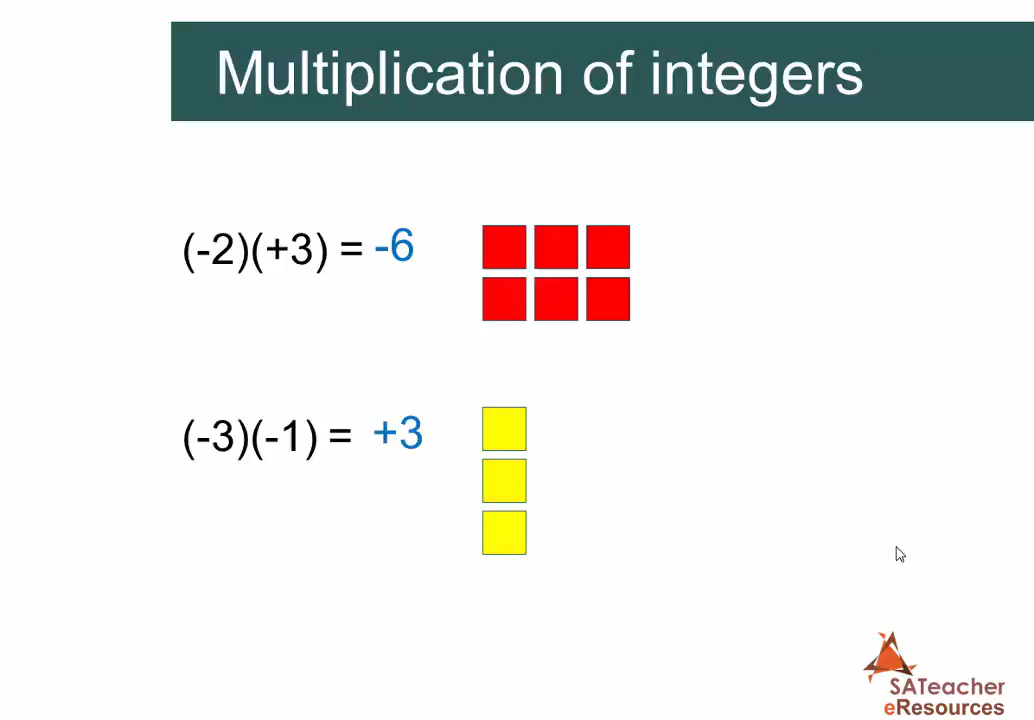 Multiplication of integers
(-2)(+3) = -6
(-3)(-1) = +3
SATeacher
eResources